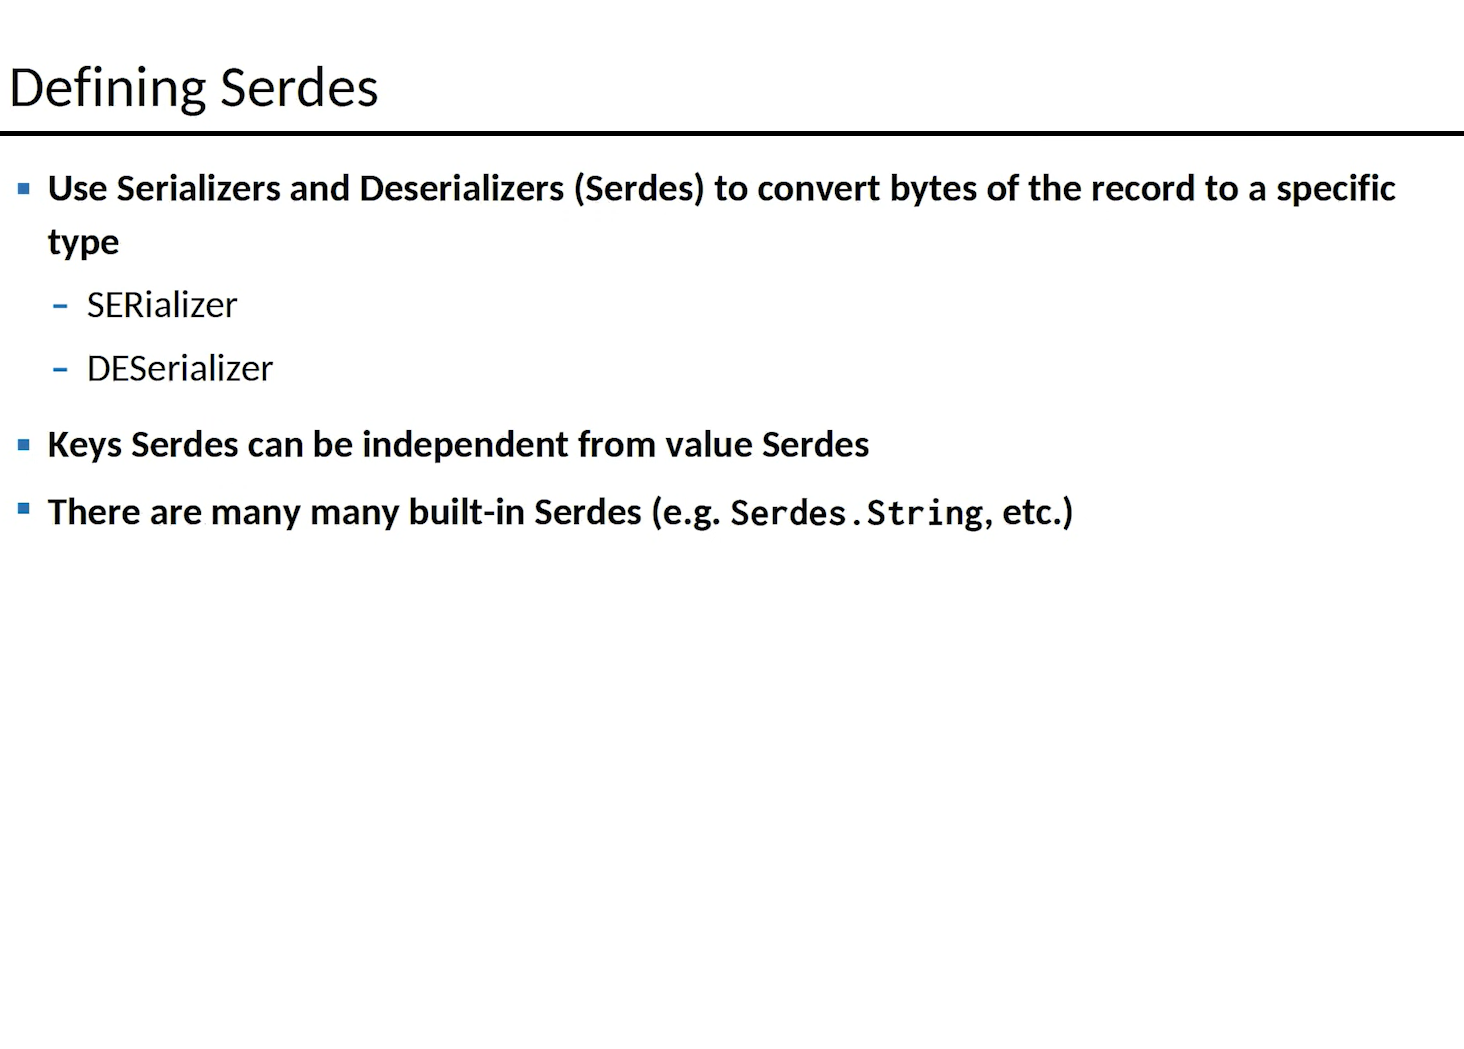 Defining Serdes
Use Serializers and Deserializers (Serdes) to convert bytes of the record to a specific
type
– SERializer
– DESerializer
Keys Serdes can be independent from value Serdes
There are many many built-in Serdes (e.g. Serdes.String, etc.)